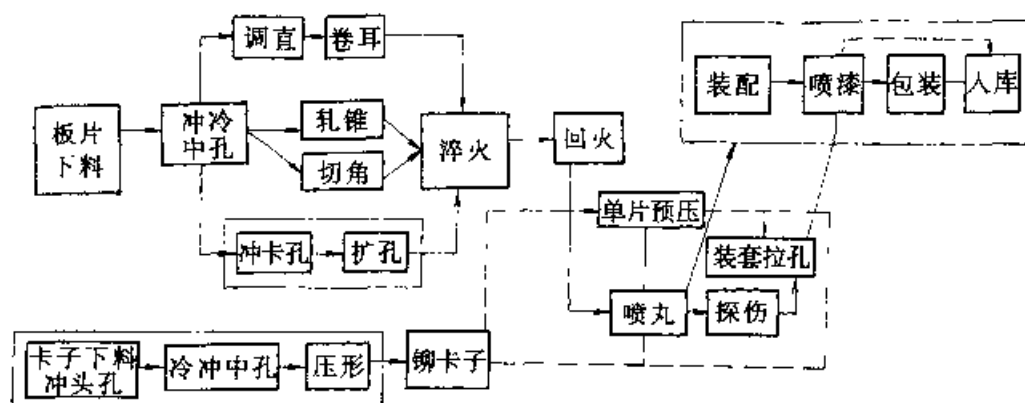 调直
卷耳
装配
喷漆
包装
入库
板片
下料
冲冷
中孔
轧锥
切角
淬火
回火
冲卡孔
扩孔
单片预压
装套拉孔
喷丸
探伤
卡子下料
冲头孔
冷冲中孔
压形
铆卡子